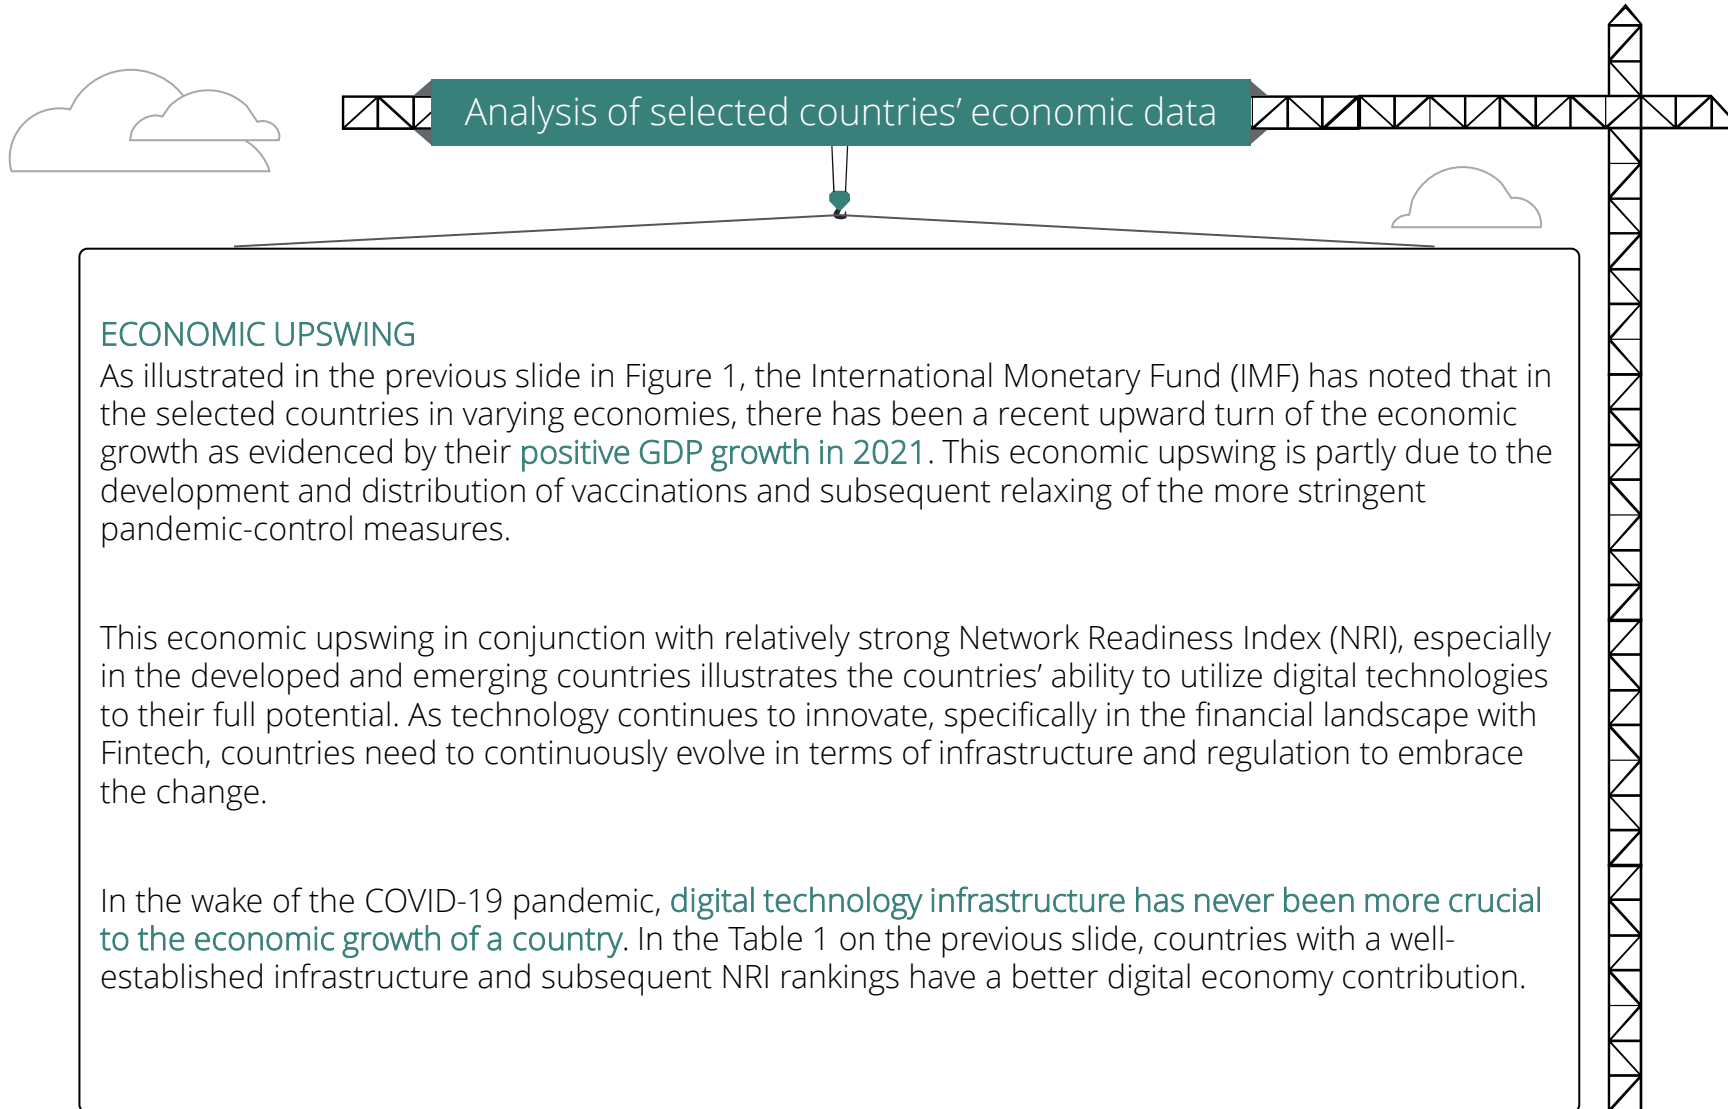 Analysis of selected countries’ economic data
ECONOMIC UPSWING
As illustrated in the previous slide in Figure 1, the International Monetary Fund (IMF) has noted that in
the selected countries in varying economies, there has been a recent upward turn of the economic
growth as evidenced by their positive GDP growth in 2021. This economic upswing is partly due to the
development and distribution of vaccinations and subsequent relaxing of the more stringent
pandemic-control measures.
This economic upswing in conjunction with relatively strong Network Readiness Index (NRI), especially
in the developed and emerging countries illustrates the countries’ ability to utilize digital technologies
to their full potential. As technology continues to innovate, specifically in the financial landscape with
Fintech, countries need to continuously evolve in terms of infrastructure and regulation to embrace
the change.
In the wake of the COVID-19 pandemic, digital technology infrastructure has never been more crucial
to the economic growth of a country. In the Table 1 on the previous slide, countries with a well-
established infrastructure and subsequent NRI rankings have a better digital economy contribution.